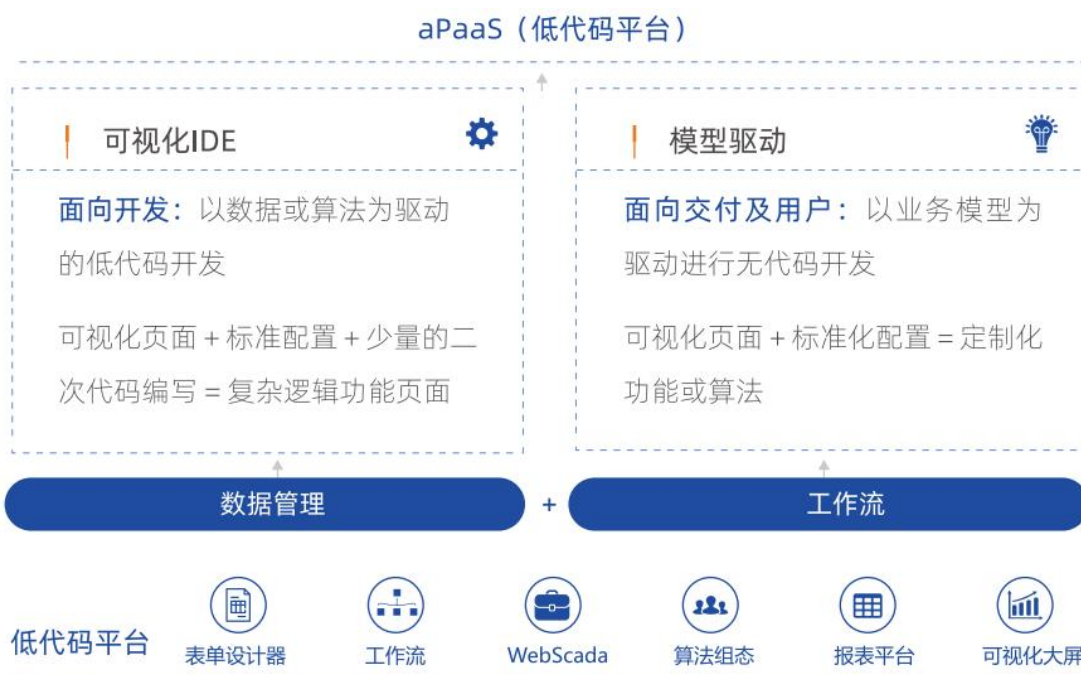 aPaaS（低代码平台）
可视化IDE
面向开发：以数据或算法为驱动
的低代码开发
可视化页面+标准配置+少量的二
次代码编写=复杂逻辑功能页面
模型驱动
面向交付及用户：以业务模型为
驱动进行无代码开发
可视化页面+标准化配置=定制化
功能或算法
数据管理
+
工作流
低代码平台
表单设计器
工作流
WebScada
算法组态
报表平台
可视化大屏